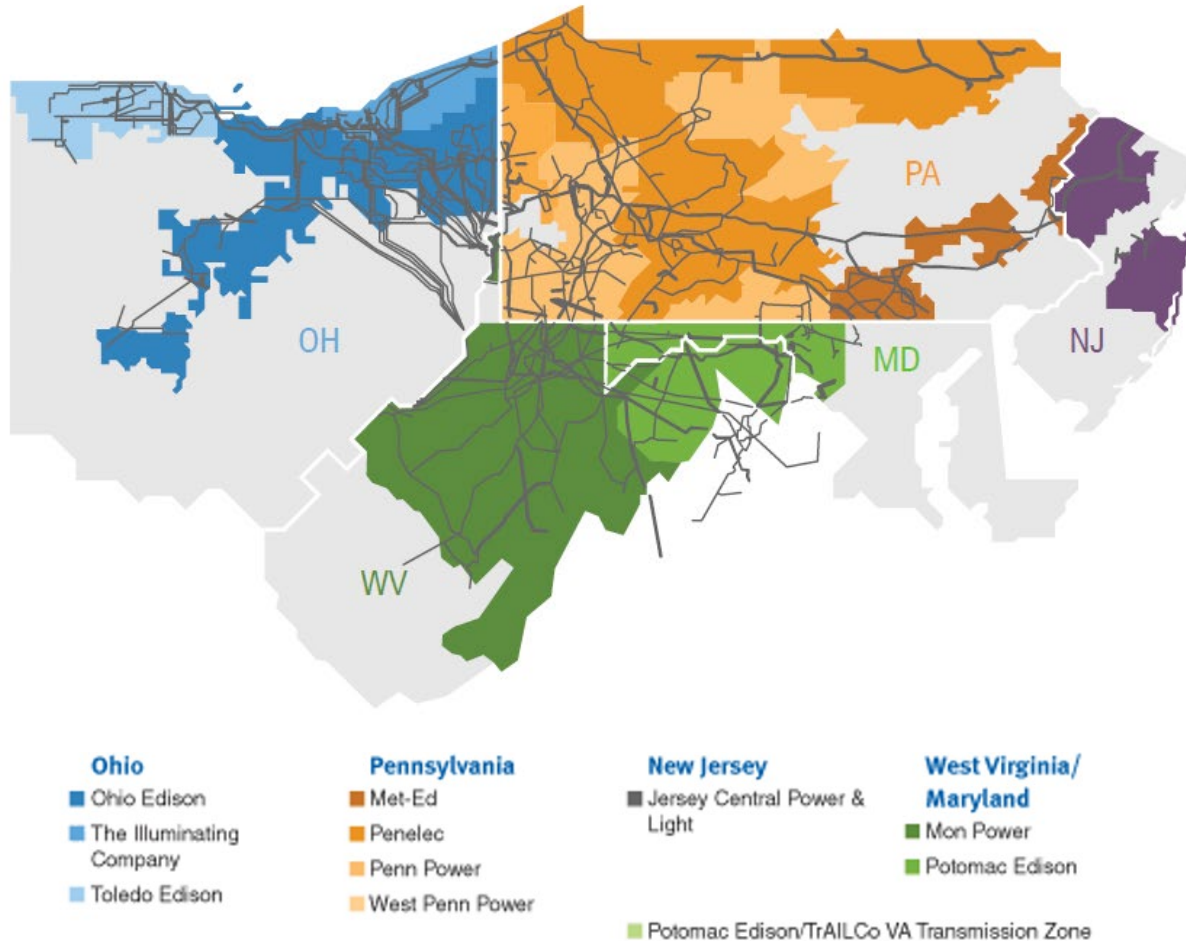 PA
OH
MD
NJ
WV
Ohio
Ohio Edison
The Illuminating
Company
Toledo Edison
Pennsylvania
Met-Ed
Penelec
Penn Power
West Penn Power
New Jersey
Jersey Central Power &
Light
West Virginia/
Maryland
Mon Power
Potomac Edison
Potomac Edison/TrAILCo VA Transmission Zone